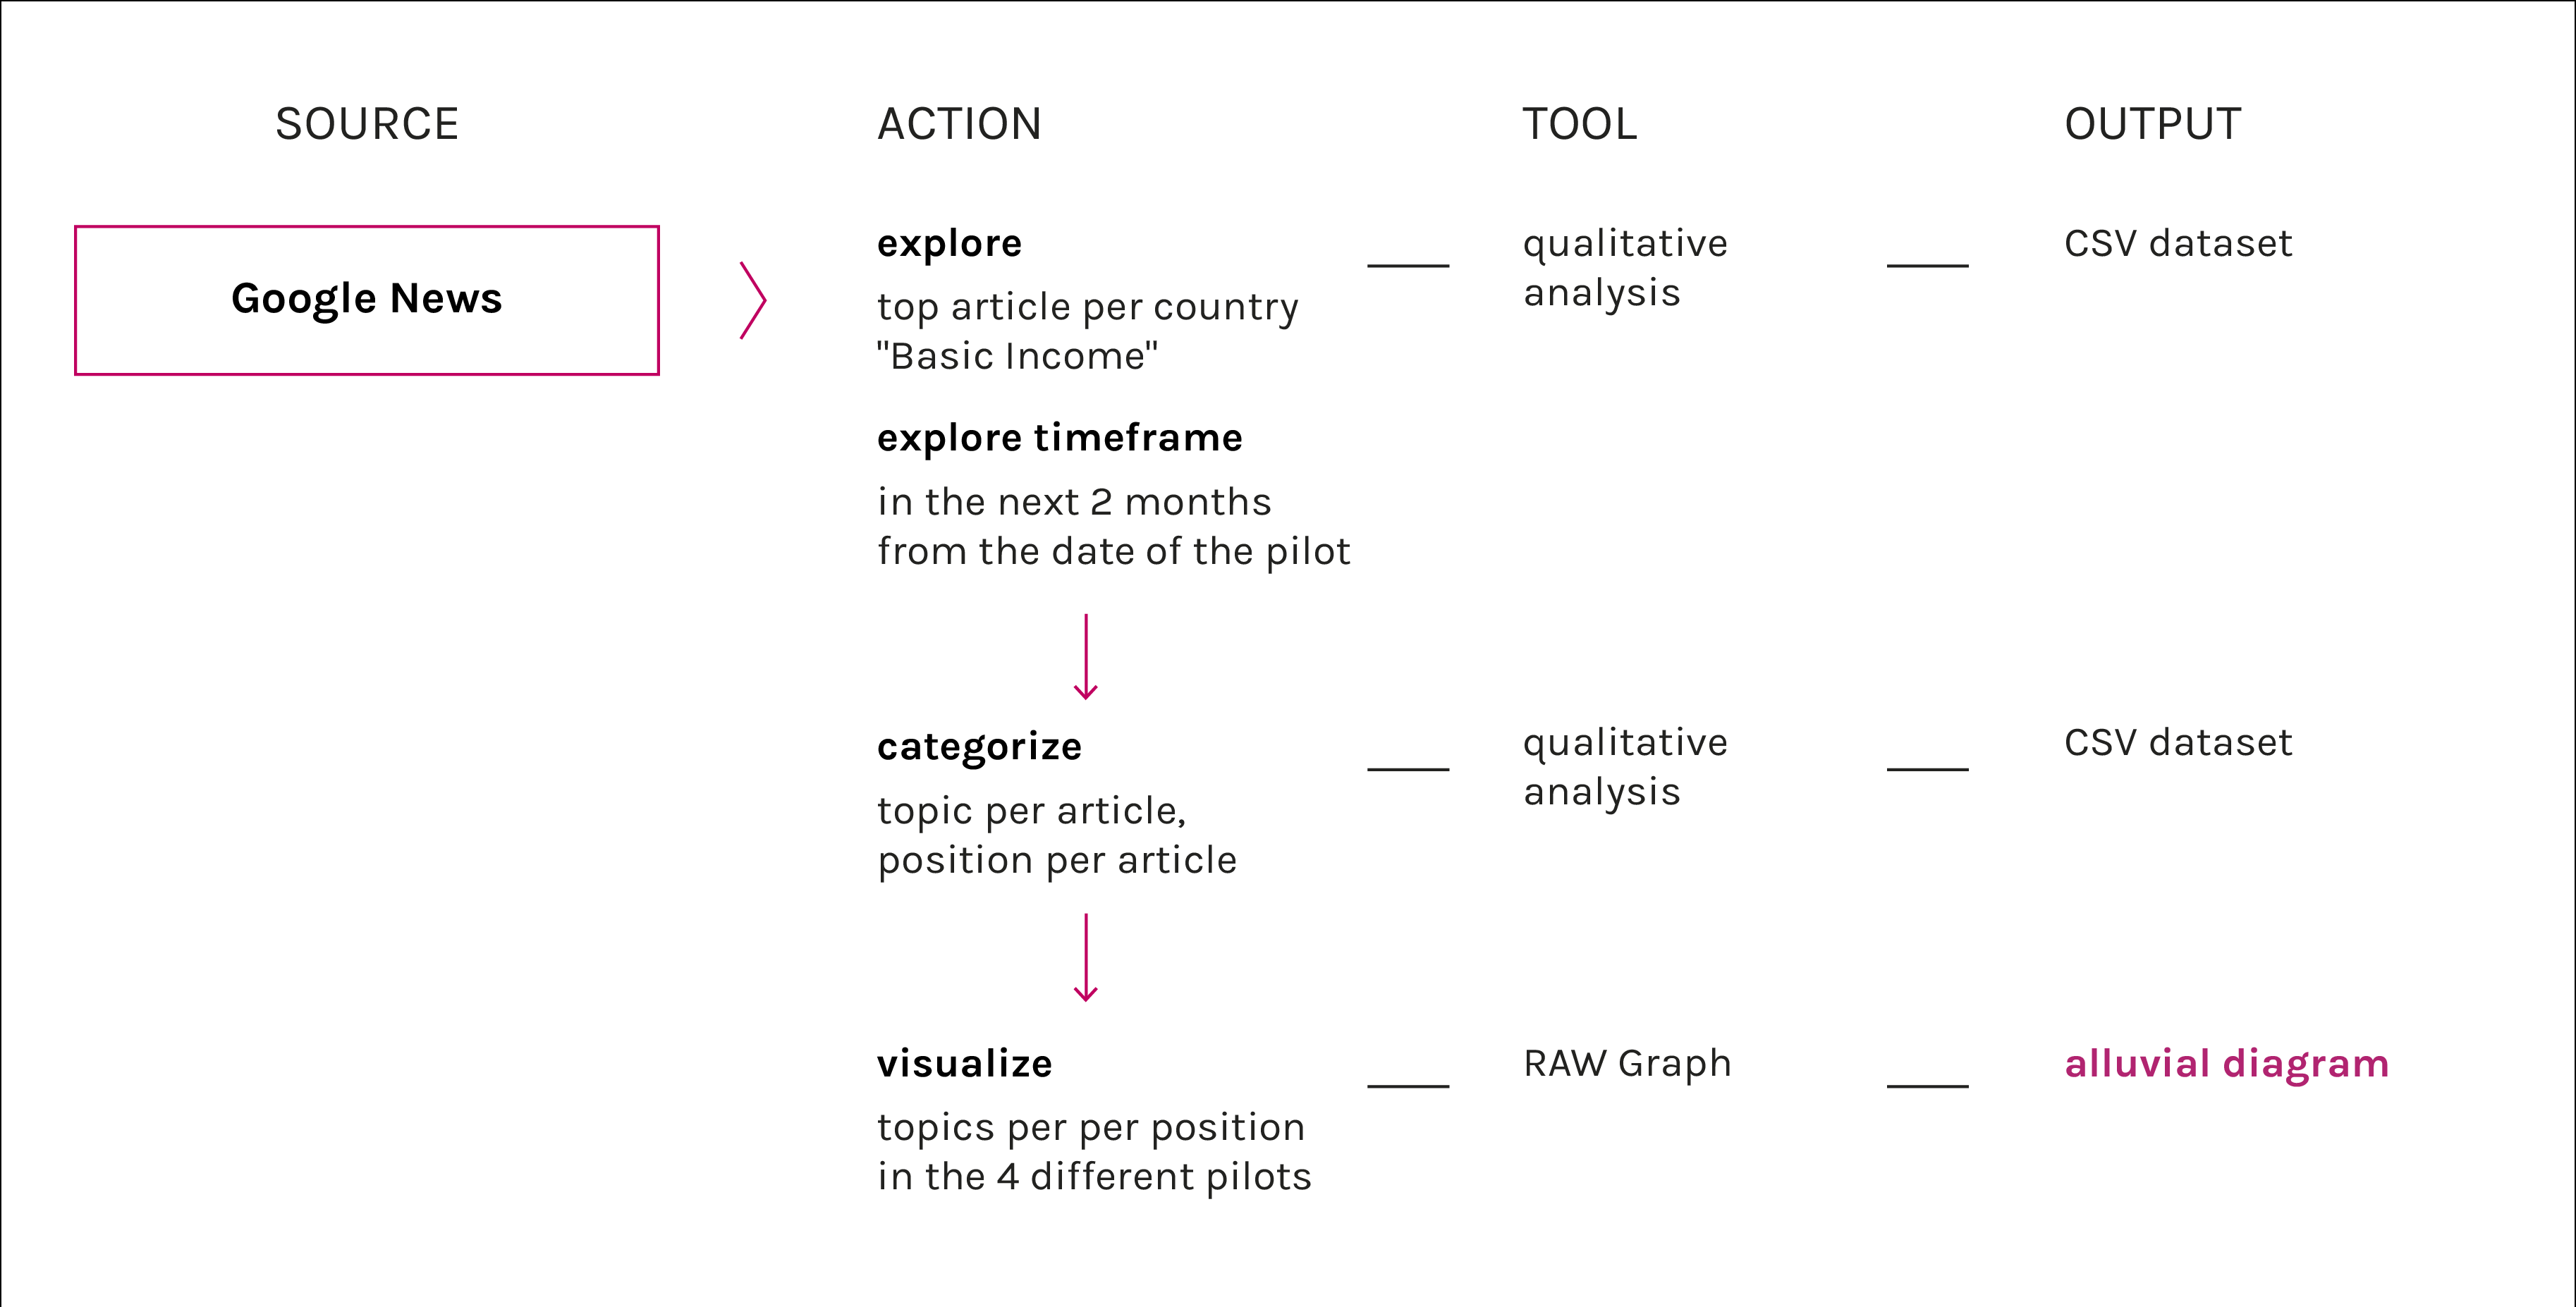 SOURCE
ACTION
TOOL
OUTPUT
Google News
explore
top article per country
"Basic Income"
qualitative
analysis
CSV dataset
explore timeframe
in the next 2 months
from the date of the pilot
categorize
topic per article,
position per article
qualitative
analysis
CSV dataset
visualize
topics per per position
in the 4 different pilots
RAW Graph
alluvial diagram